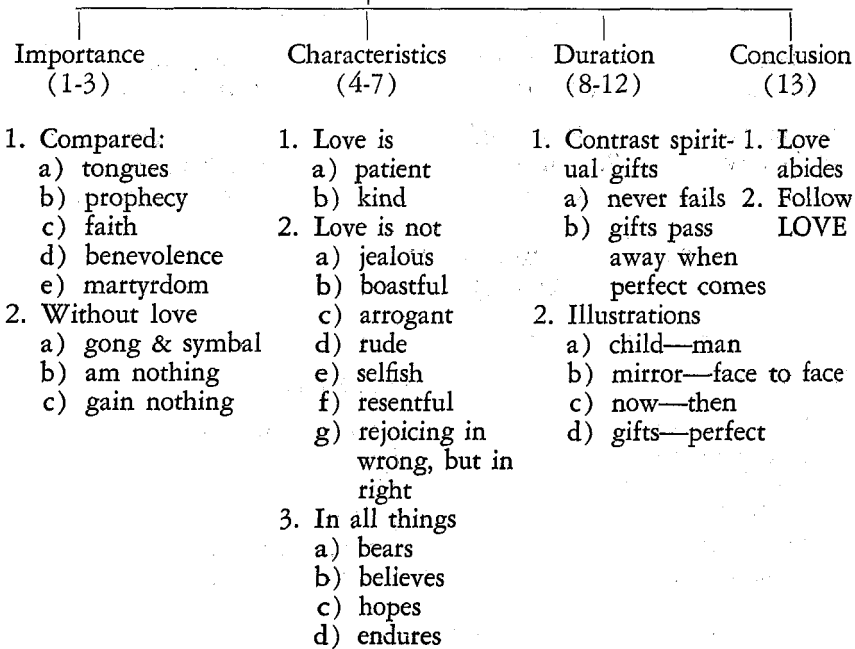 Importance
(1-3)
1. Compared:
a) tongues
b) prophecy
c) faith
d) benevolence
e) martyrdom
2. Without love
a) gong & symbal
b) am nothing
c) gain nothing
Characteristics
(4-7)
1. Love is
a) patient
b) kind
2. Love is not
a) jealous
b) boastful
c) arrogant
d) rude
e) selfish
f) resentful
g) rejoicing in
wrong, but in
right
3. In all things
a) bears
b) believes
c) hopes
d) endures
Duration
(8-12)
1. Contrast spirit-
ual gifts
a) never fails
b) gifts pass
away when
perfect comes
2. Illustrations
a) child—man
b) mirror—face to face
c) now—then
d) gifts—perfect
Conclusion
(13)
1. Love
abides
2. Follow
LOVE